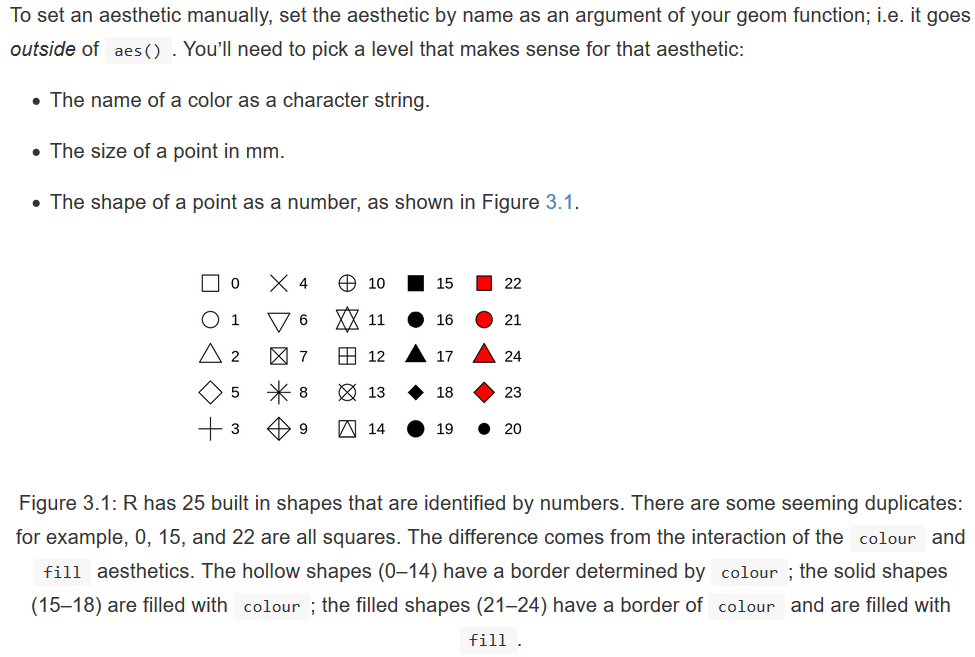 To set an aesthetic manually, set the aesthetic by name as an argument of your geom function; i.e. it goes
outside of aes() . You’ll need to pick a level that makes sense for that aesthetic:
• The name of a color as a character string.
• The size of a point in mm.
• The shape of a point as a number, as shown in Figure 3.1.
0 4 10 15 22
1 6 11 16 21
2 7 12 17 24
5 8 13 18 23
3 9 14 19 20
Figure 3.1: R has 25 built in shapes that are identified by numbers. There are some seeming duplicates:
for example, 0, 15, and 22 are all squares. The difference comes from the interaction of the colour and
fill aesthetics. The hollow shapes (0–14) have a border determined by colour ; the solid shapes
(15–18) are filled with colour ; the filled shapes (21–24) have a border of colour and are filled with
fill .